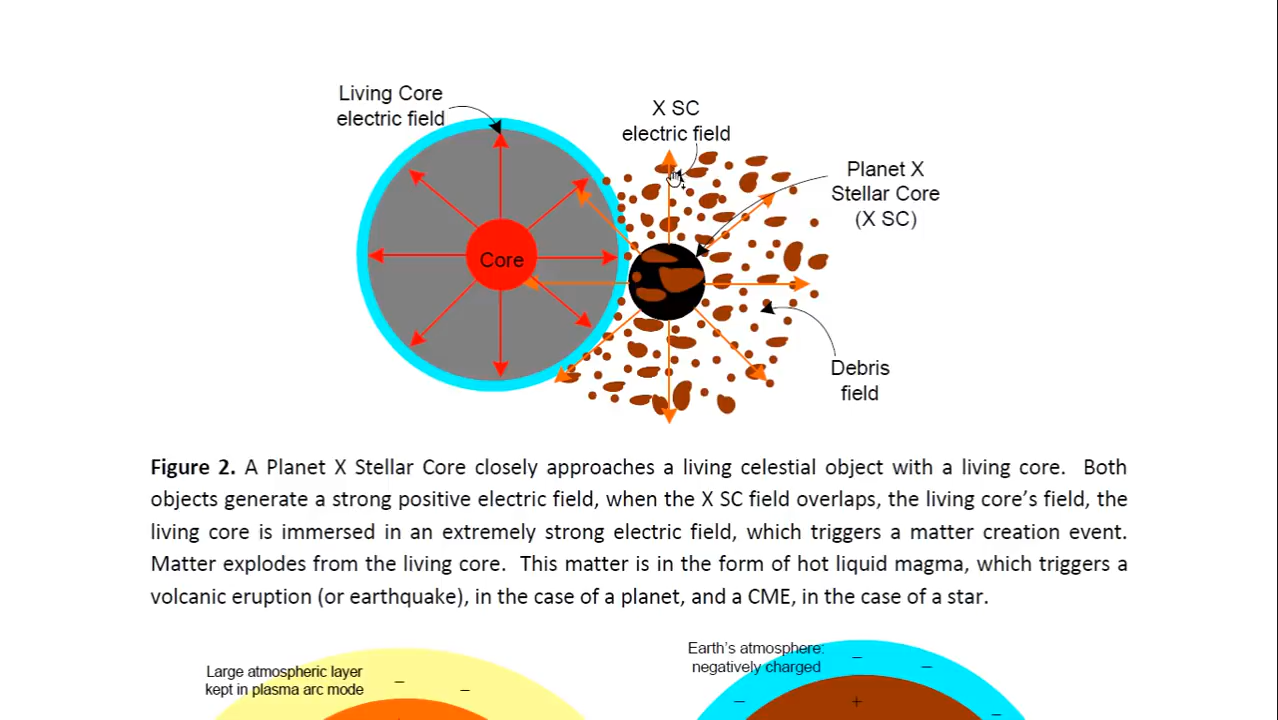 Living Core
electric field
X SC
electric field
Planet X
Stellar Core
(X SC)
Core
Debris
field
Figure 2. A Planet X Stellar Core closely approaches a living celestial object with a living core. Both
objects generate a strong positive electric field, when the X SC field overlaps, the living core's field, the
living core is immersed in an extremely strong electric field, which triggers a matter creation event.
Matter explodes from the living core. This matter is in the form of hot liquid magma, which triggers a
volcanic eruption (or earthquake), in the case of a planet, and a CME, in the case of a star.
Large atmospheric layer
kept in plasma arc mode
Earth's atmosphere:
negatively charged